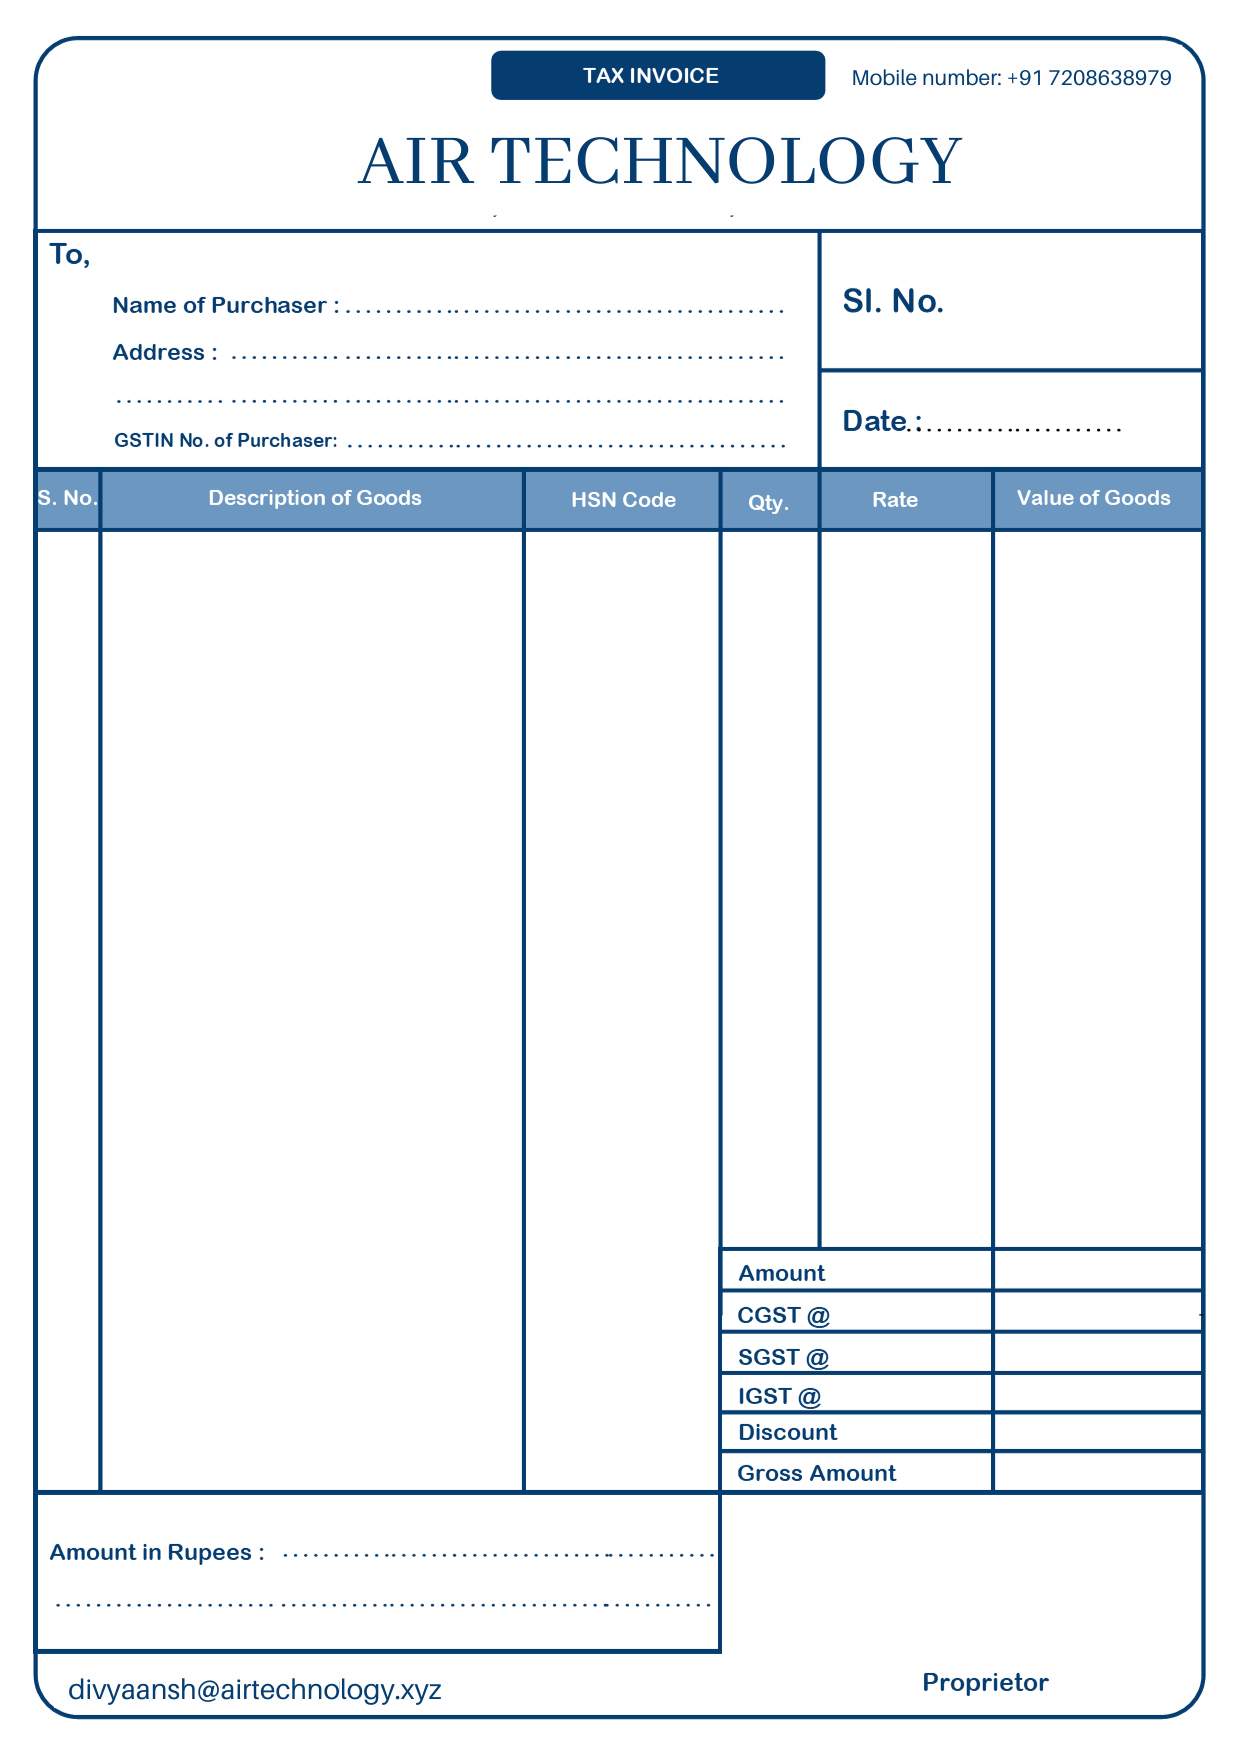 TAX INVOICE
Mobile number: +91 7208638979
AIR TECHNOLOGY
To,
Name of Purchaser :
Address :
GSTIN No. of Purchaser:
Sl. No.
Date :
S. No. Description of Goods HSN Code Qty. Rate Value of Goods
Amount
CGST @
SGST @
IGST @
Discount
Gross Amount
Amount in Rupees :
divyaansh@airtechnology.xyz
Proprietor